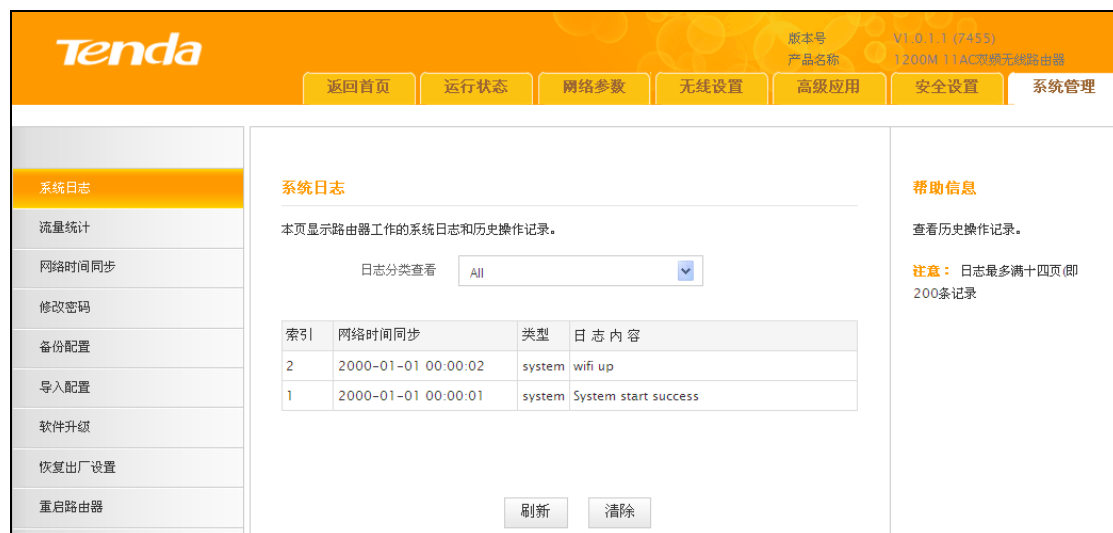 Tenda
版本号 V1.0.1.1 (7455)
产品名称 1200M 11AC双频无线路由器
返回首页 运行状态 网络参数 无线设置 高级应用 安全设置 系统管理
系统日志
流量统计
网络时间同步
修改密码
备份配置
导入配置
软件升级
恢复出厂设置
重启路由器
系统日志
本页显示路由器工作的系统日志和历史操作记录。
日志分类查看 All
索引 网络时间同步 类型 日志内容
2 2000-01-01 00:00:02 system wifi up
1 2000-01-01 00:00:01 system System start success
刷新 清除
帮助信息
查看历史操作记录。
注意： 日志最多满十四页(即
200条记录